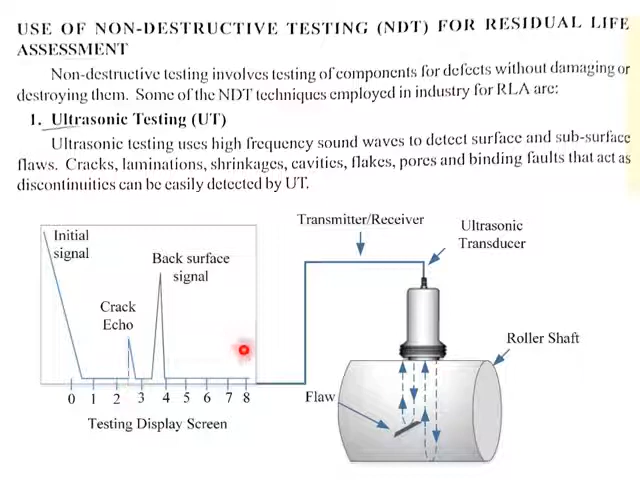 USE OF NON-DESTRUCTIVE TESTING (NDT) FOR RESIDUAL LIFE
ASSESSMENT
Non-destructive testing involves testing of components for defects without damaging or
destroying them. Some of the NDT techniques employed in industry for RLA are:
1. Ultrasonic Testing (UT)
Ultrasonic testing uses high frequency sound waves to detect surface and sub-surface
flaws. Cracks, laminations, shrinkages, cavities, flakes, pores and binding faults that act as
discontinuities can be easily detected by UT.
Transmitter/Receiver
Ultrasonic
Transducer
Initial
signal
Back surface
signal
Crack
Echo
Roller Shaft
Flaw
0 1 2 3 4 5 6 7 8
Testing Display Screen